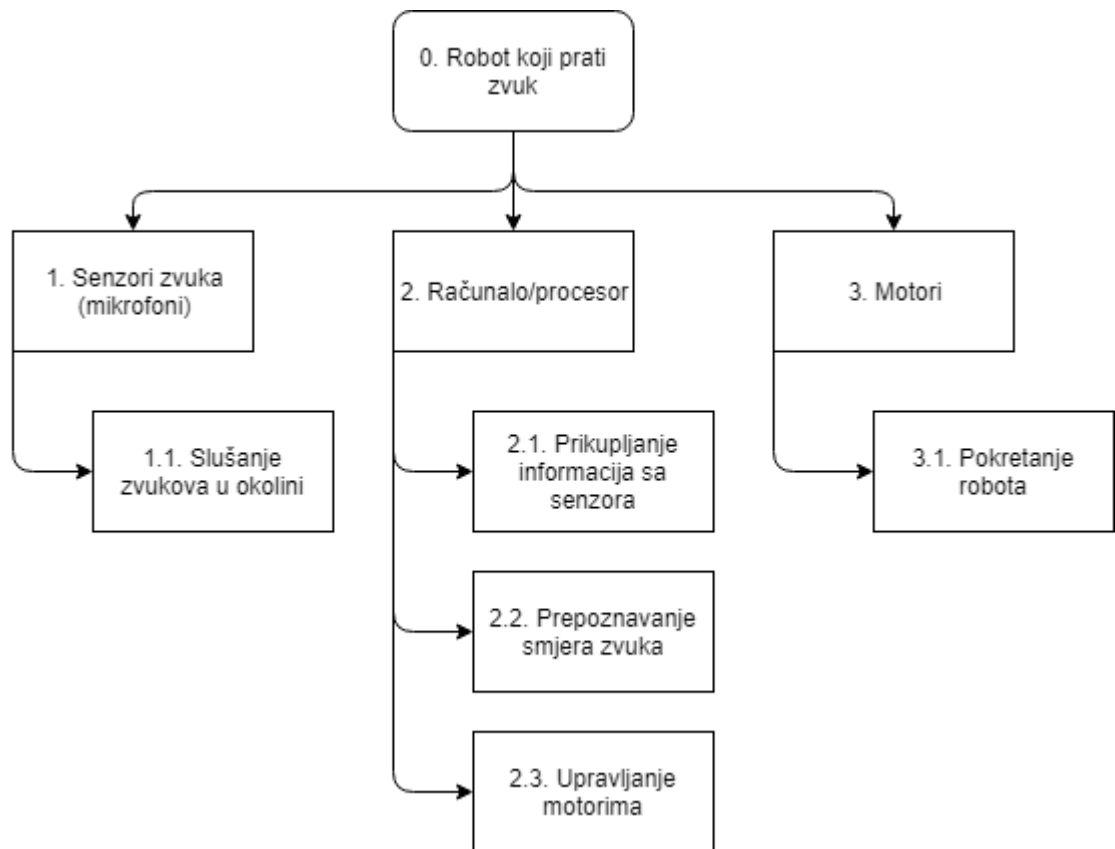 0. Robot koji prati
zvuk
1. Senzori zvuka
(mikrofoni)
2. Računalo/procesor
3. Motori
1.1. Slušanje
zvukova u okolini
2.1. Prikupljanje
informacija sa
senzora
3.1. Pokretanje
robota
2.2. Prepoznavanje
smjera zvuka
2.3. Upravljanje
motorima